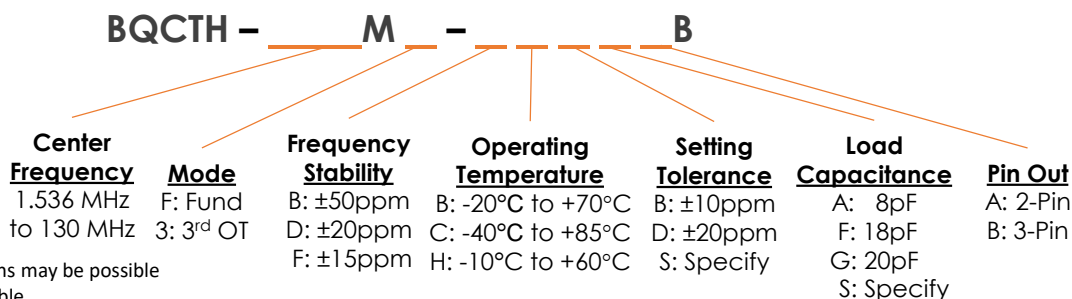 BQCTH – ____M _ – _ _ _ _ _B
Center Frequency
1.536 MHz
to 130 MHz
Mode
F: Fund
3: 3rd OT
Frequency Stability
B: ±50ppm
D: ±20ppm
F: ±15ppm
Operating Temperature
B: -20°C to +70°C
C: -40°C to +85°C
H: -10°C to +60°C
Setting Tolerance
B: ±10ppm
D: ±20ppm
S: Specify
Load Capacitance
A: 8pF
F: 18pF
G: 20pF
S: Specify
Pin Out
A: 2-Pin
B: 3-Pin
ns may be possible